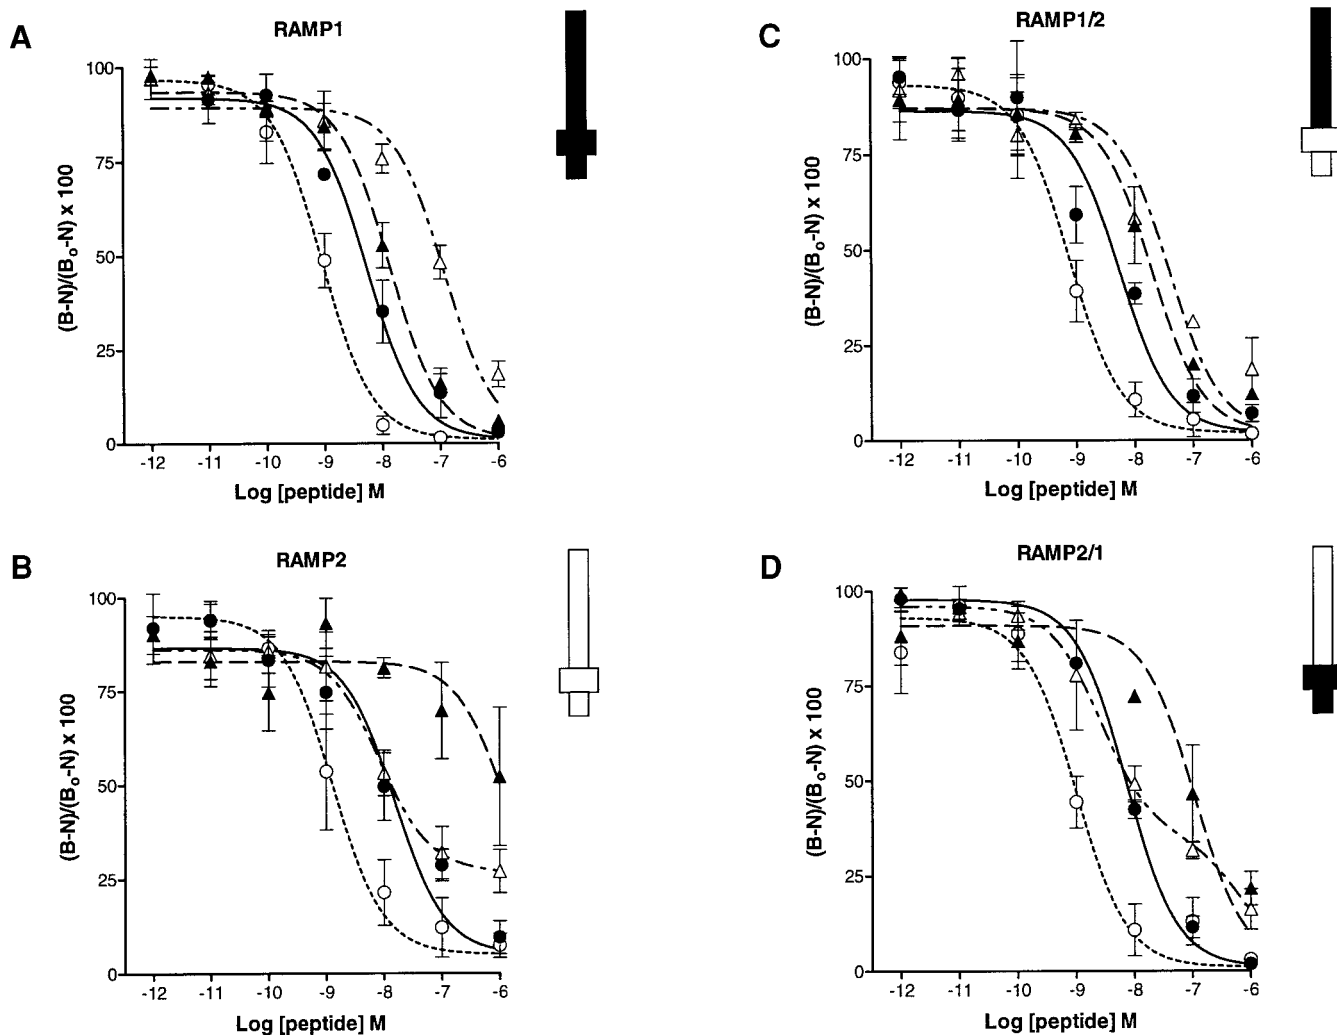 A
RAMP1
(B-N)/(Bo-N) x 100
100
75
50
25
0
-12 -11 -10 -9 -8 -7 -6
Log [peptide] M
B
RAMP2
(B-N)/(Bo-N) x 100
100
75
50
25
0
-12 -11 -10 -9 -8 -7 -6
Log [peptide] M
C
RAMP1/2
(B-N)/(Bo-N) x 100
100
75
50
25
0
-12 -11 -10 -9 -8 -7 -6
Log [peptide] M
D
RAMP2/1
(B-N)/(Bo-N) x 100
100
75
50
25
0
-12 -11 -10 -9 -8 -7 -6
Log [peptide] M